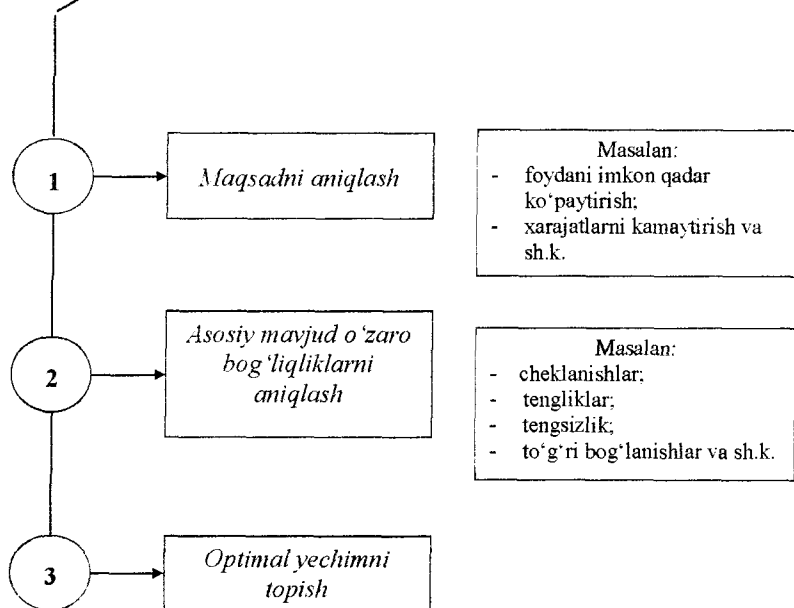 1
Maqsadni aniqlash
Masalan:
- foydani imkon qadar
ko‘paytirish;
- xarajatlarni kamaytirish va
sh.k.
2
Asosiy mavjud o‘zaro
bog‘liqliklarni
aniqlash
Masalan:
- cheklanishlar;
- tengliklar;
- tengsizlik;
- to‘g‘ri bog‘lanishlar va sh.k.
3
Optimal yechimni
topish